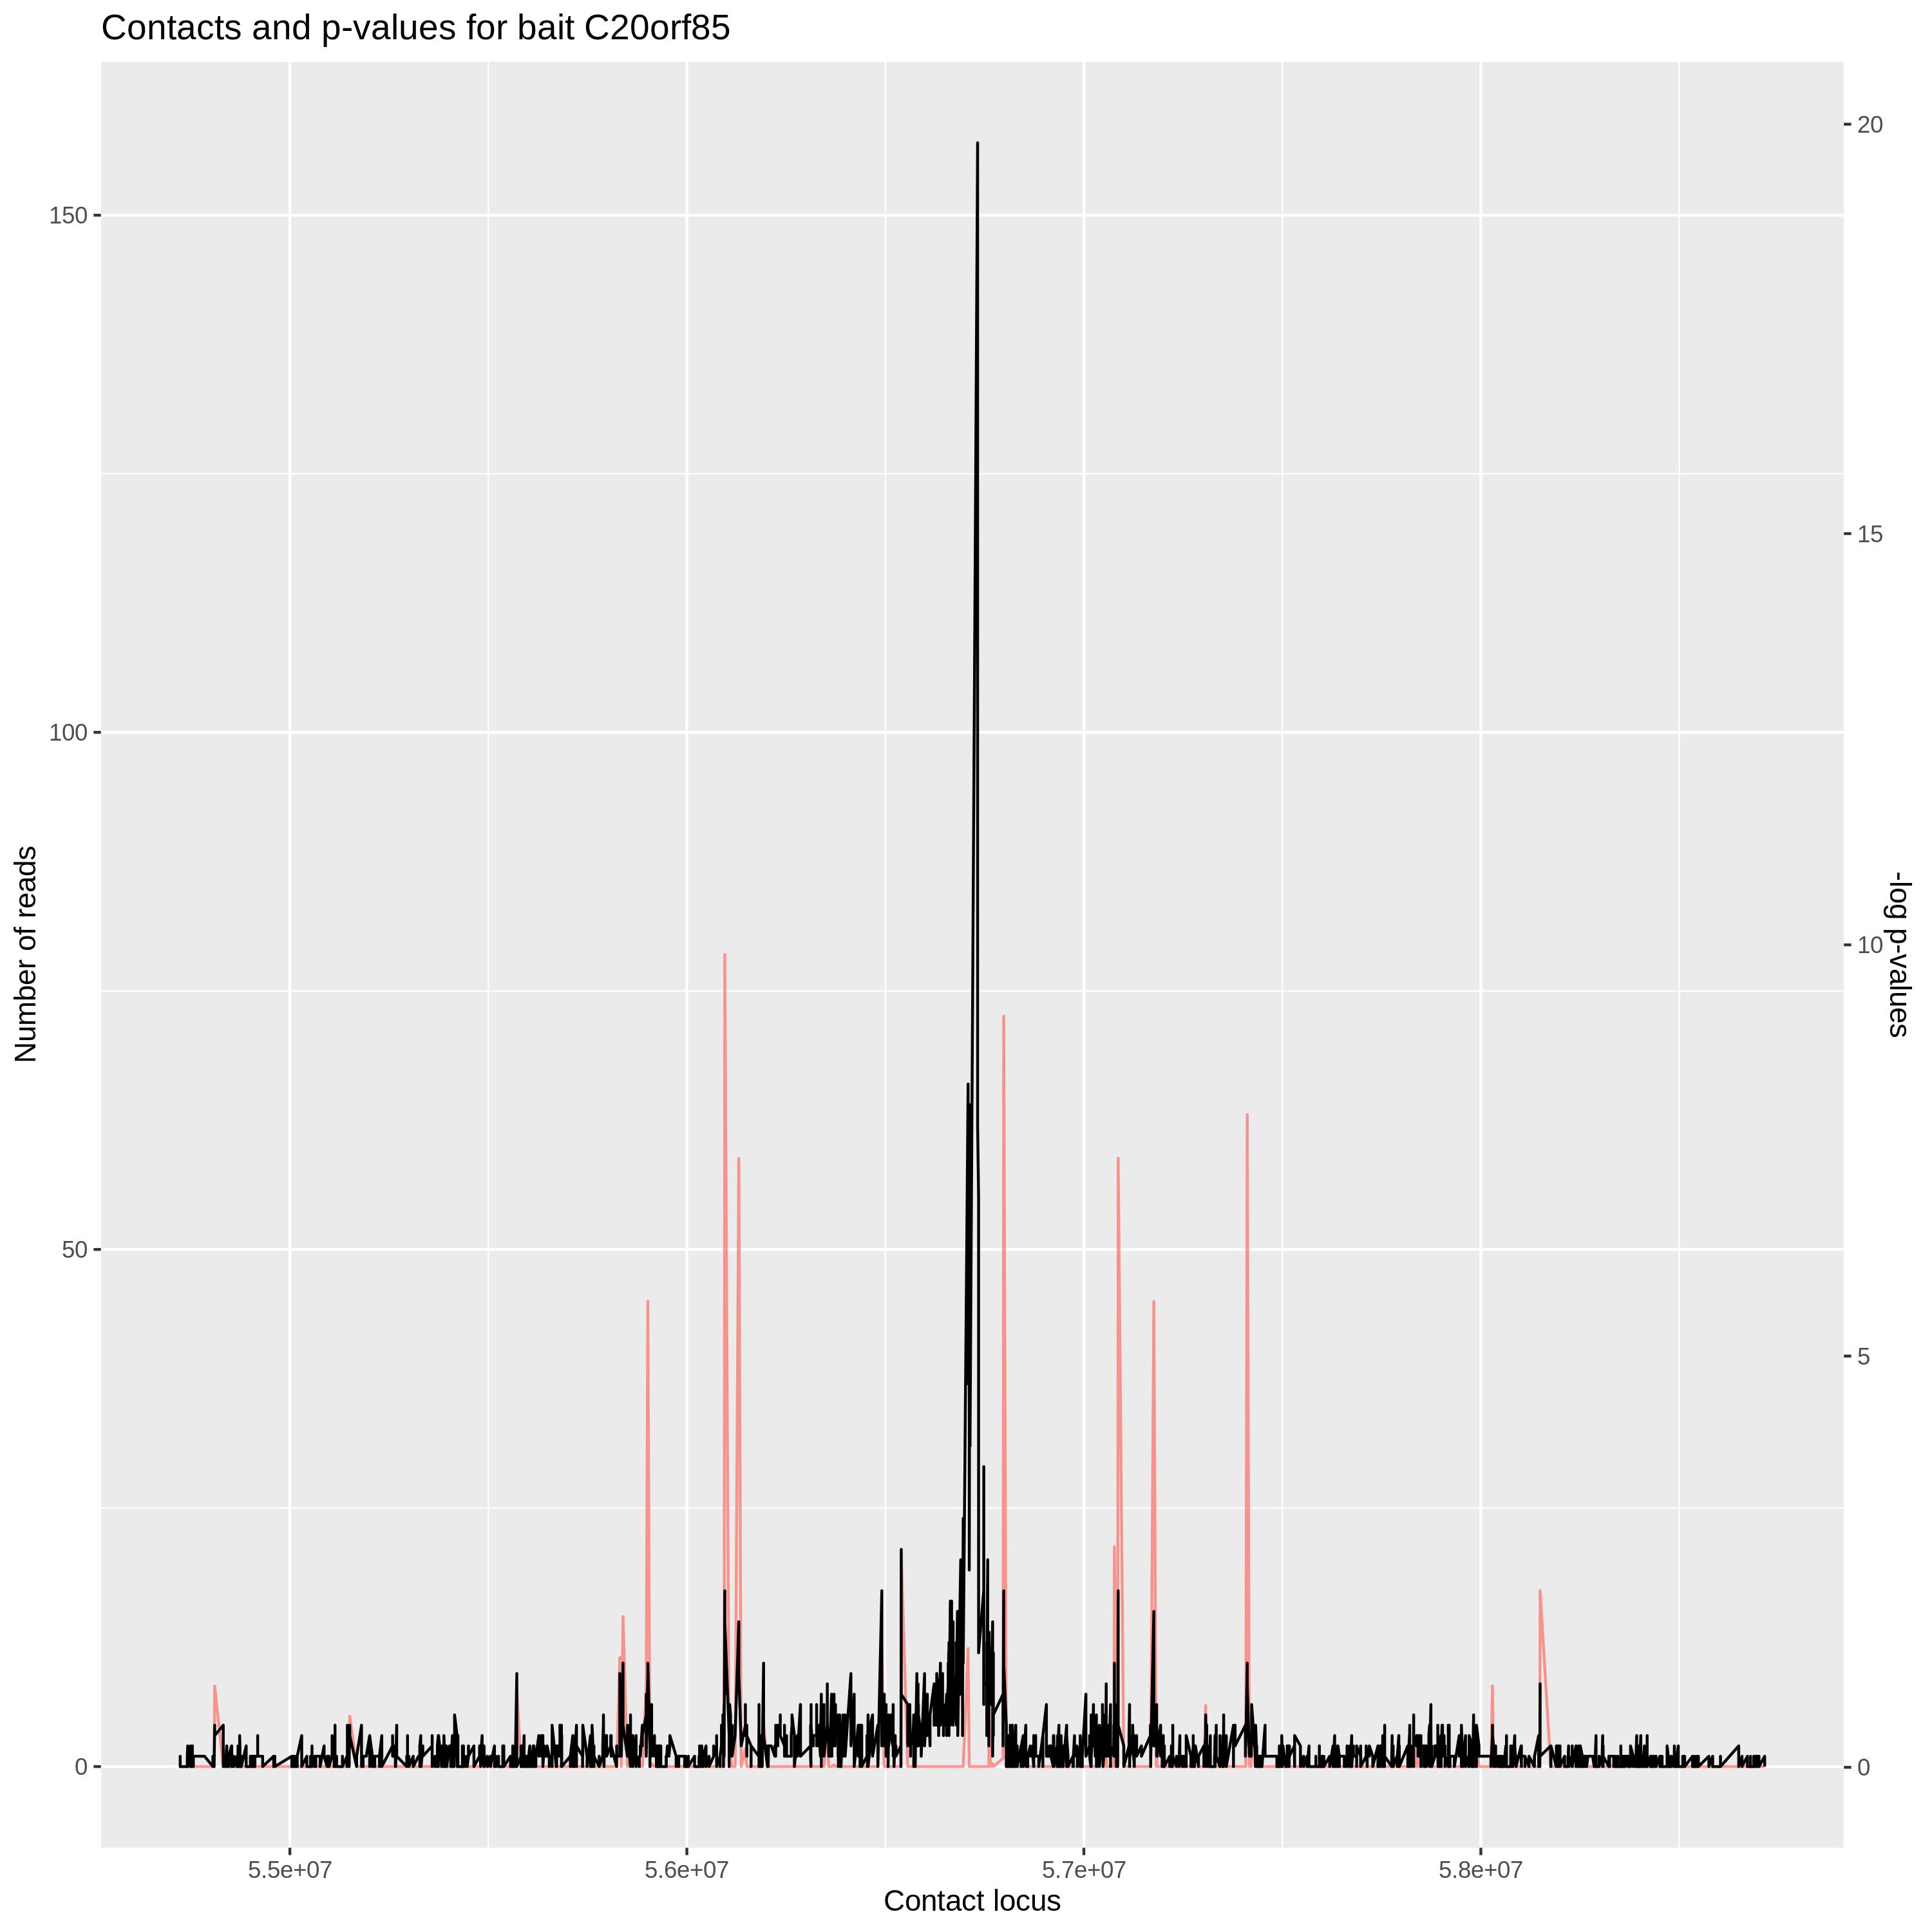 Contacts and p-values for bait C20orf85
150
100
50
0
Number of reads
20
15
10
5
0
-log p-values
5.5e+07
5.6e+07
5.7e+07
5.8e+07
Contact locus